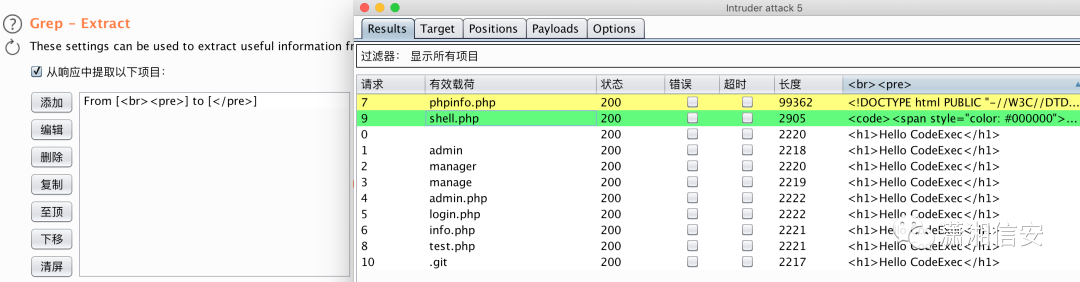 Grep – Extract
These settings can be used to extract useful information fr
从响应中提取以下项目：
添加
编辑
删除
复制
至顶
下移
清屏
From [<br><pre>] to [</pre>]
Intruder attack 5
Results Target Positions Payloads Options
过滤器： 显示所有项目
请求 有效载荷 状态 错误 超时 长度 <br><pre>
7 phpinfo.php 200 99362 <!DOCTYPE html PUBLIC "-//W3C//DTD...
9 shell.php 200 2905 <code><span style="color: #000000">...
0 200 2220 <h1>Hello CodeExec</h1>
1 admin 200 2218 <h1>Hello CodeExec</h1>
2 manager 200 2220 <h1>Hello CodeExec</h1>
3 manage 200 2219 <h1>Hello CodeExec</h1>
4 admin.php 200 2222 <h1>Hello CodeExec</h1>
5 login.php 200 2222 <h1>Hello CodeExec</h1>
6 info.php 200 2221 <h1>Hello CodeExec</h1>
8 test.php 200 2221 <h1>Hello CodeExec</h1>
10 .git 200 2217 <h1>Hello CodeExec</h1>
潇湘信安